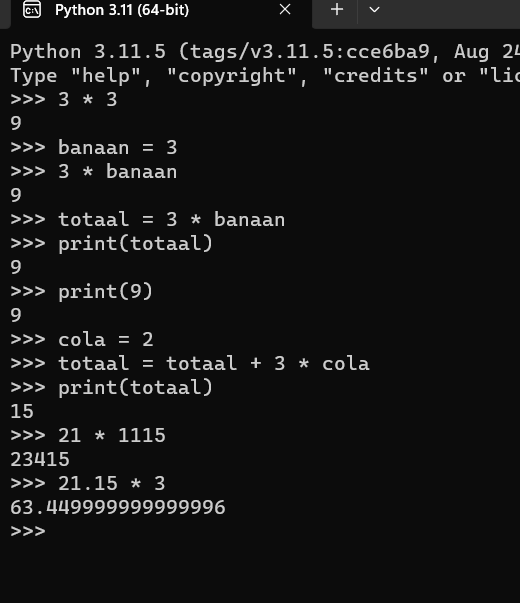 Python 3.11 (64-bit)
Python 3.11.5 (tags/v3.11.5:cce6ba9, Aug 24
Type "help", "copyright", "credits" or "lic
>>> 3 * 3
9
>>> banaan = 3
>>> 3 * banaan
9
>>> totaal = 3 * banaan
>>> print(totaal)
9
>>> print(9)
9
>>> cola = 2
>>> totaal = totaal + 3 * cola
>>> print(totaal)
15
>>> 21 * 1115
23415
>>> 21.15 * 3
63.449999999999996
>>>